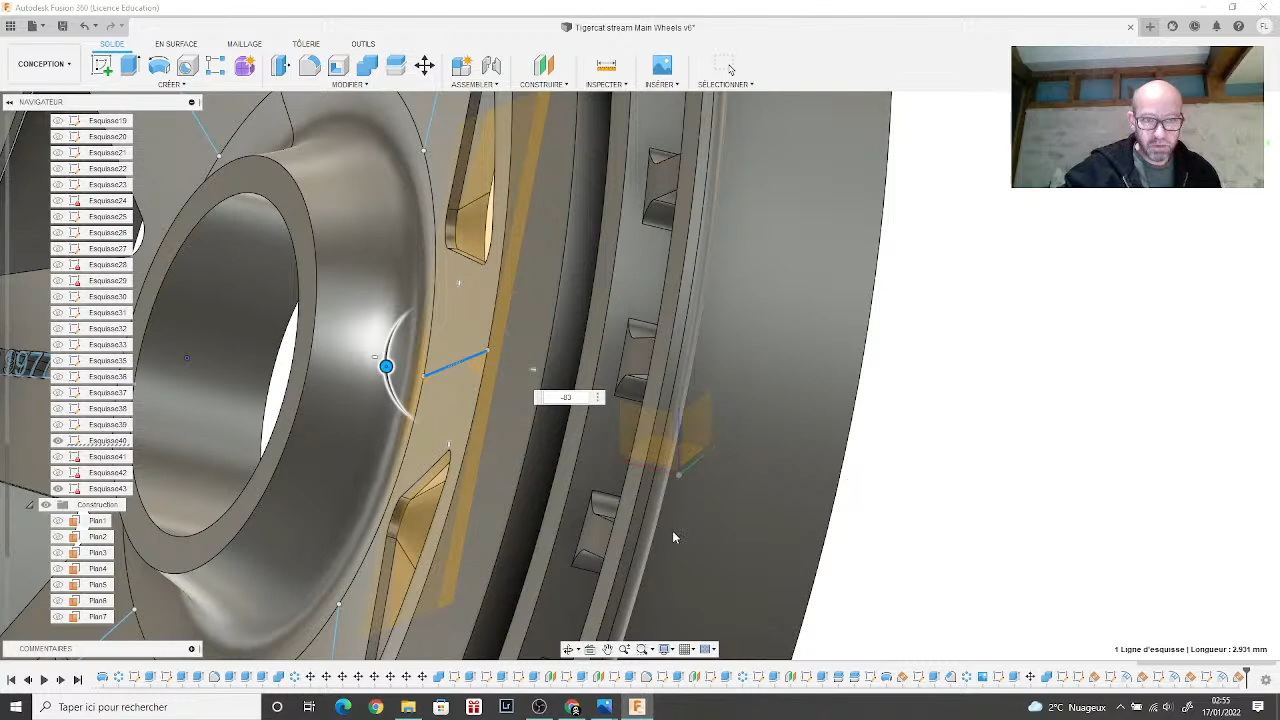 Autodesk Fusion 360 (Licence Education)
Tigercat stream Main Wheels v6*
FL
CONCEPTION
SOLIDE EN SURFACE MAILLAGE TÔLERIE OUTILS
CRÉER MODIFIER ASSEMBLER CONSTRUIRE INSPECTER INSÉRER SÉLECTIONNER
NAVIGATEUR
Esquisse19
Esquisse20
Esquisse21
Esquisse22
Esquisse23
Esquisse24
Esquisse25
Esquisse26
Esquisse27
Esquisse28
Esquisse29
Esquisse30
Esquisse31
Esquisse32
Esquisse33
Esquisse35
Esquisse36
Esquisse37
Esquisse38
Esquisse39
Esquisse40
Esquisse41
Esquisse42
Esquisse43
Construction
Plan1
Plan2
Plan3
Plan4
Plan5
Plan6
Plan7
1977
COMMENTAIRES
1 Ligne d'esquisse | Longueur : 2.931 mm
Taper ici pour rechercher
2°C Nuageux
02:55
17/01/2022